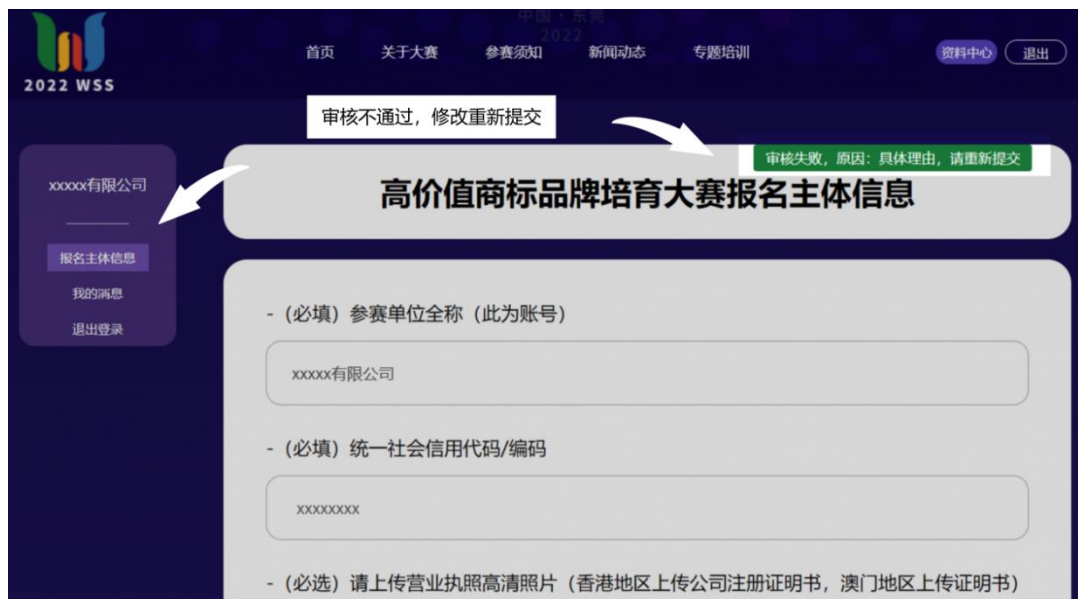 中国·东莞
2022
2022 WSS
首页 关于大赛 参赛须知 新闻动态 专题培训 资料中心 退出
审核不通过，修改重新提交
审核失败，原因：具体理由，请重新提交
xxxxx有限公司
高价值商标品牌培育大赛报名主体信息
报名主体信息
我的消息
退出登录
- （必填）参赛单位全称（此为账号）
xxxxx有限公司
- （必填）统一社会信用代码/编码
xxxxxxxx
- （必选）请上传营业执照高清照片（香港地区上传公司注册证明书，澳门地区上传证明书）